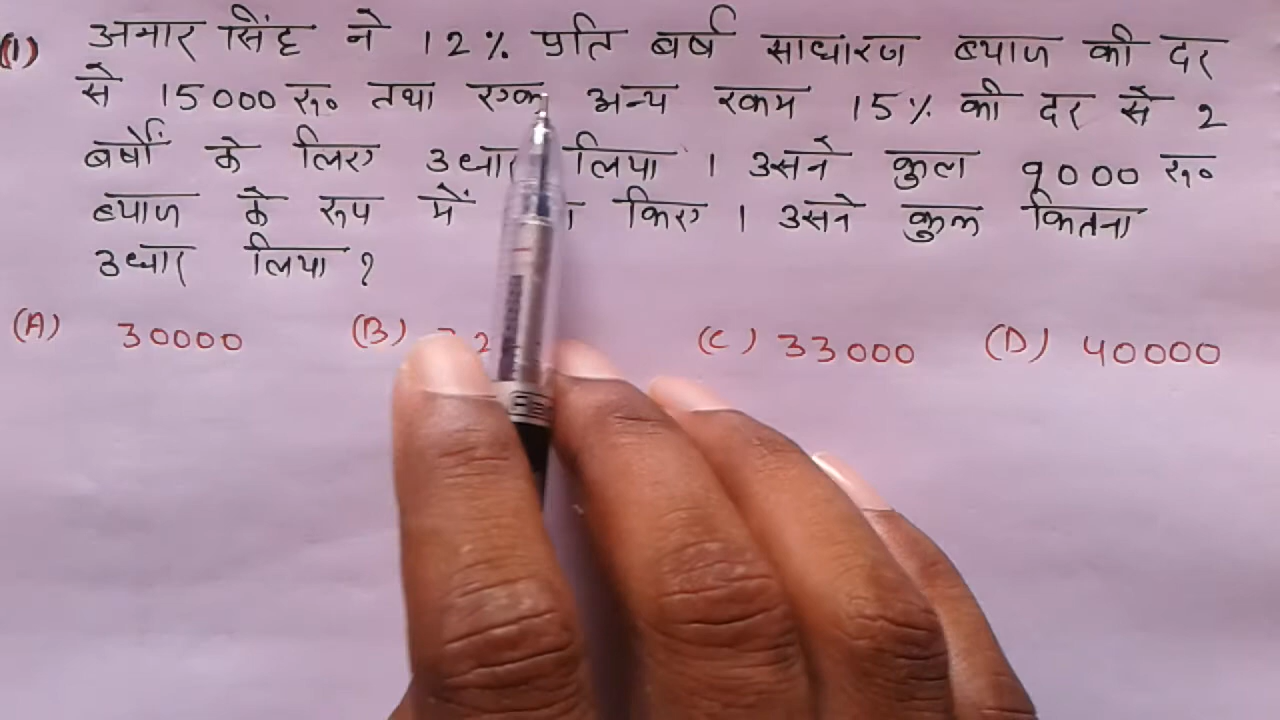 (1) अमार सिंह ने 12% प्रति बर्ष साधारण ब्याज की दर
से 15000 रू० तथा एक अन्य रकम 15% की दर से 2
बर्षों के लिए उधार लिया । उसने कुल 9000 रू०
ब्याज के रूप में किए । उसने कुल कितना
उधार लिया ?
(A) 30000 (B) (C) 33000 (D) 40000